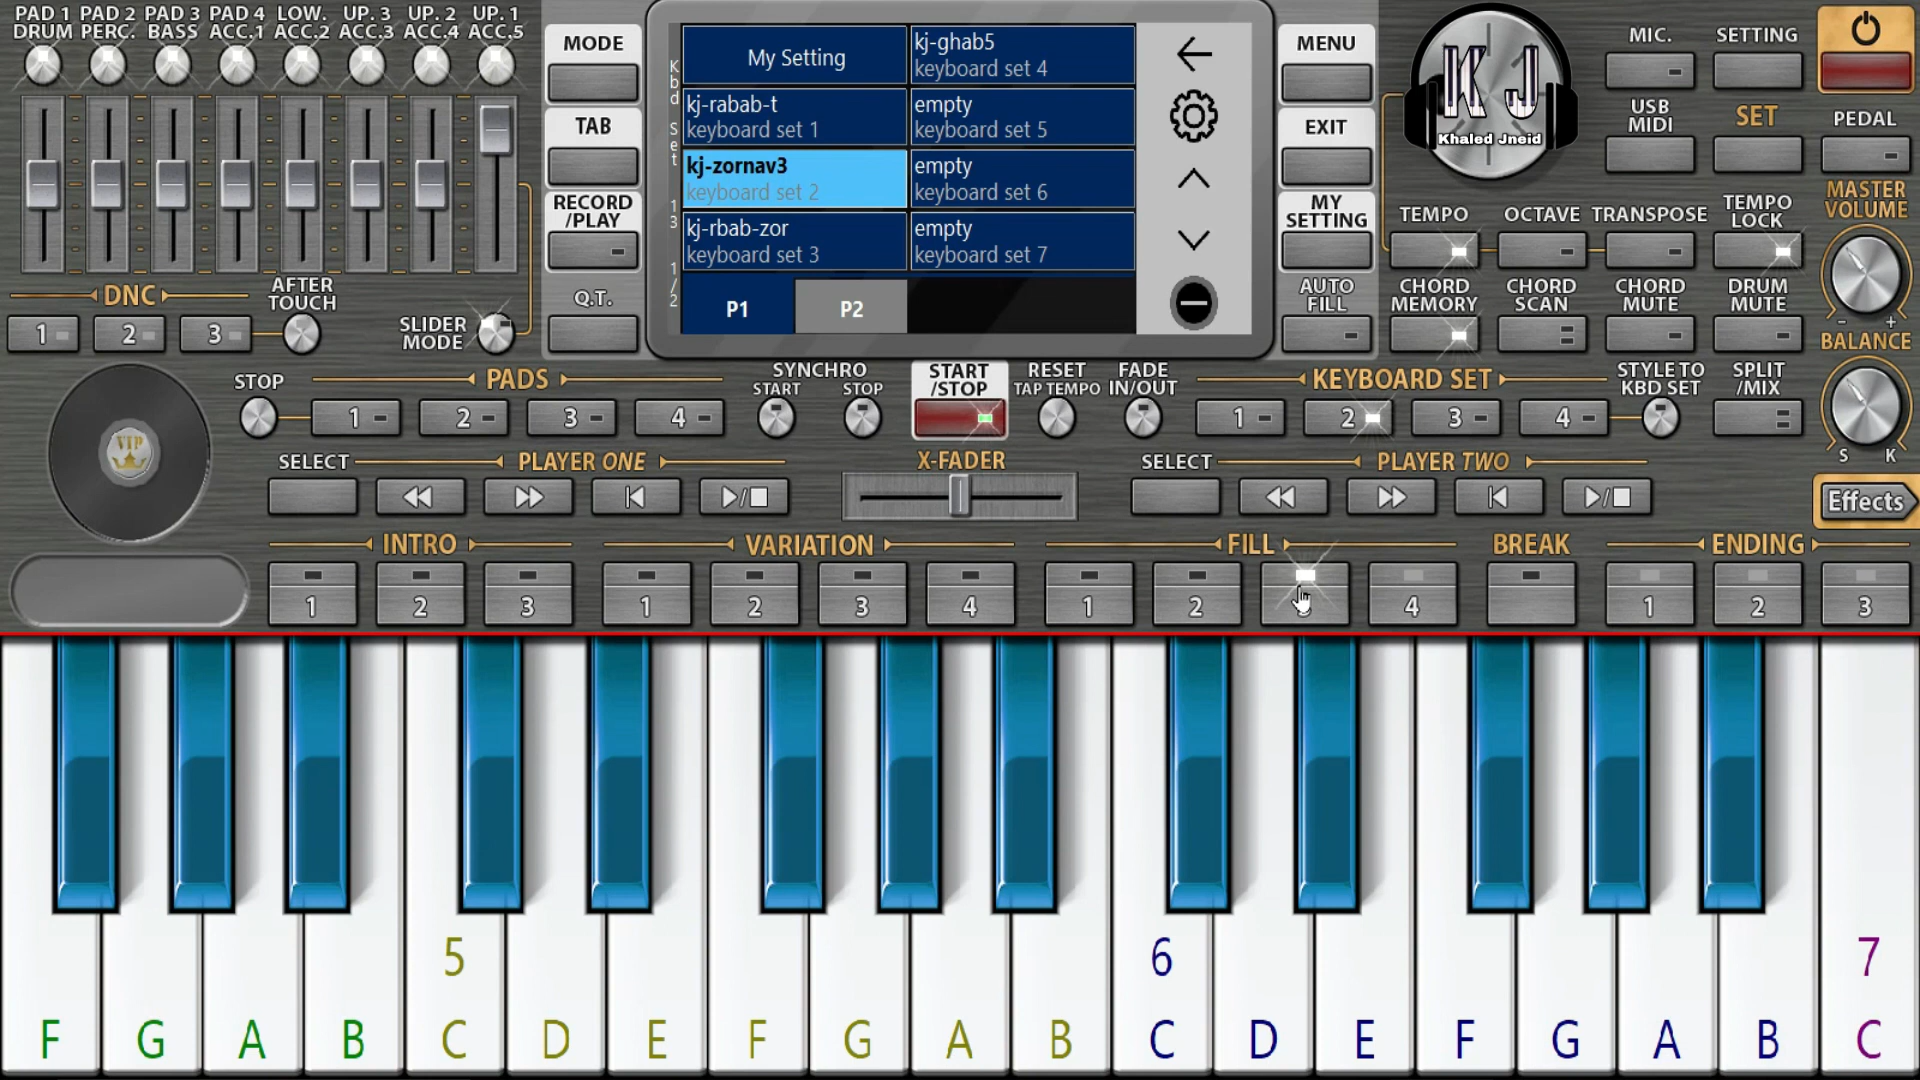 PAD 1 PAD 2 PAD 3 PAD 4 LOW. UP. 3 UP. 2 UP. 1
DRUM PERC. BASS ACC.1 ACC.2 ACC.3 ACC.4 ACC.5
DNC
AFTER
TOUCH
1 2 3
SLIDER
MODE
MODE
TAB
RECORD
/PLAY
Q.T.
Kbd Set 1 3 1/2
My Setting
kj-ghab5
keyboard set 4
kj-rabab-t
keyboard set 1
empty
keyboard set 5
kj-zornav3
keyboard set 2
empty
keyboard set 6
kj-rbab-zor
keyboard set 3
empty
keyboard set 7
P1 P2
MENU
EXIT
MY
SETTING
AUTO
FILL
KJ
Khaled Jneid
MIC. SETTING
USB
MIDI
SET
PEDAL
MASTER
VOLUME
- +
TEMPO OCTAVE TRANSPOSE TEMPO
LOCK
CHORD
MEMORY
CHORD
SCAN
CHORD
MUTE
DRUM
MUTE
BALANCE
S K
STOP PADS
1 2 3 4
SYNCHRO
START STOP
START
/STOP
RESET
TAP TEMPO
FADE
IN/OUT
KEYBOARD SET
1 2 3 4
STYLE TO
KBD SET
SPLIT
/MIX
VIP
SELECT PLAYER ONE
X-FADER
SELECT PLAYER TWO
Effects
INTRO VARIATION FILL BREAK ENDING
1 2 3 1 2 3 4 1 2 4 1 2 3
5 6 7
F G A B C D E F G A B C D E F G A B C